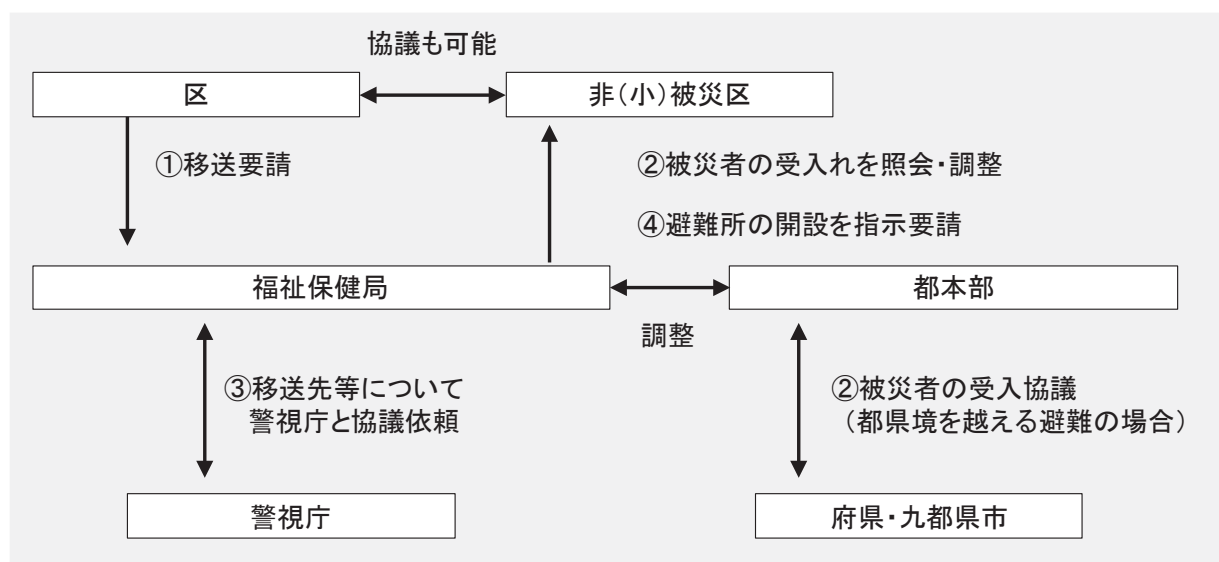 協議も可能
区
非（小）被災区
①移送要請
②被災者の受入れを照会・調整
④避難所の開設を指示要請
福祉保健局
都本部
調整
③移送先等について
警視庁と協議依頼
②被災者の受入協議
（都県境を越える避難の場合）
警視庁
府県・九都県市